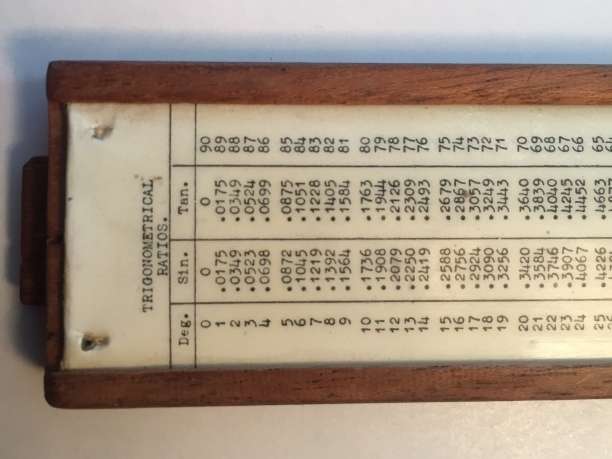 TRIGONOMETRICAL
RATIOS.
Deg. Sin. Tan.
0 0 0 90
1 .0175 .0175 89
2 .0349 .0349 88
3 .0523 .0524 87
4 .0698 .0699 86
5 .0872 .0875 85
6 .1045 .1051 84
7 .1219 .1228 83
8 .1392 .1405 82
9 .1564 .1584 81
10 .1736 .1763 80
11 .1908 .1944 79
12 .2079 .2126 78
13 .2250 .2309 77
14 .2419 .2493 76
15 .2588 .2679 75
16 .2756 .2867 74
17 .2924 .3057 73
18 .3090 .3249 72
19 .3256 .3443 71
20 .3420 .3640 70
21 .3584 .3839 69
22 .3746 .4040 68
23 .3907 .4245 67
24 .4067 .4452 66
25 .4226 .4663 65